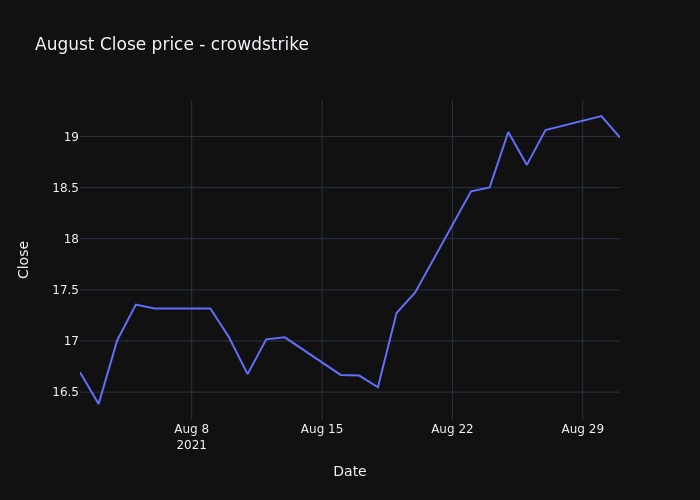 August Close price - crowdstrike
19
18.5
18
17.5
17
16.5
Close
Aug 8
2021
Aug 15
Aug 22
Aug 29
Date